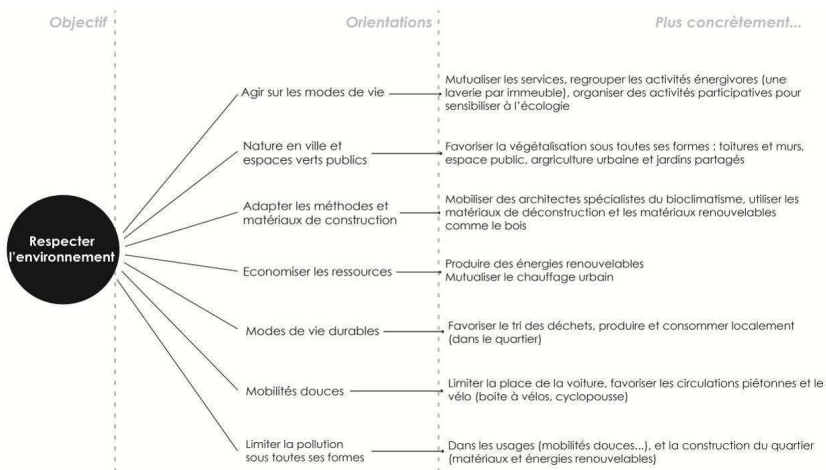 Objectif
Orientations
Plus concrètement...
Respecter
l'environnement
Agir sur les modes de vie
Mutualiser les services, regrouper les activités énergivores (une
laverie par immeuble), organiser des activités participatives pour
sensibiliser à l'écologie
Nature en ville et
espaces verts publics
Favoriser la végétalisation sous toutes ses formes : toitures et murs,
espace public, argriculture urbaine et jardins partagés
Adapter les méthodes et
matériaux de construction
Mobiliser des architectes spécialistes du bioclimatisme, utiliser les
matériaux de déconstruction et les matériaux renouvelables
comme le bois
Economiser les ressources
Produire des énergies renouvelables
Mutualiser le chauffage urbain
Modes de vie durables
Favoriser le tri des déchets, produire et consommer localement
(dans le quartier)
Mobilités douces
Limiter la place de la voiture, favoriser les circulations piétonnes et le
vélo (boite à vélos, cyclopousse)
Limiter la pollution
sous toutes ses formes
Dans les usages (mobilités douces...), et la construction du quartier
(matériaux et énergies renouvelables)